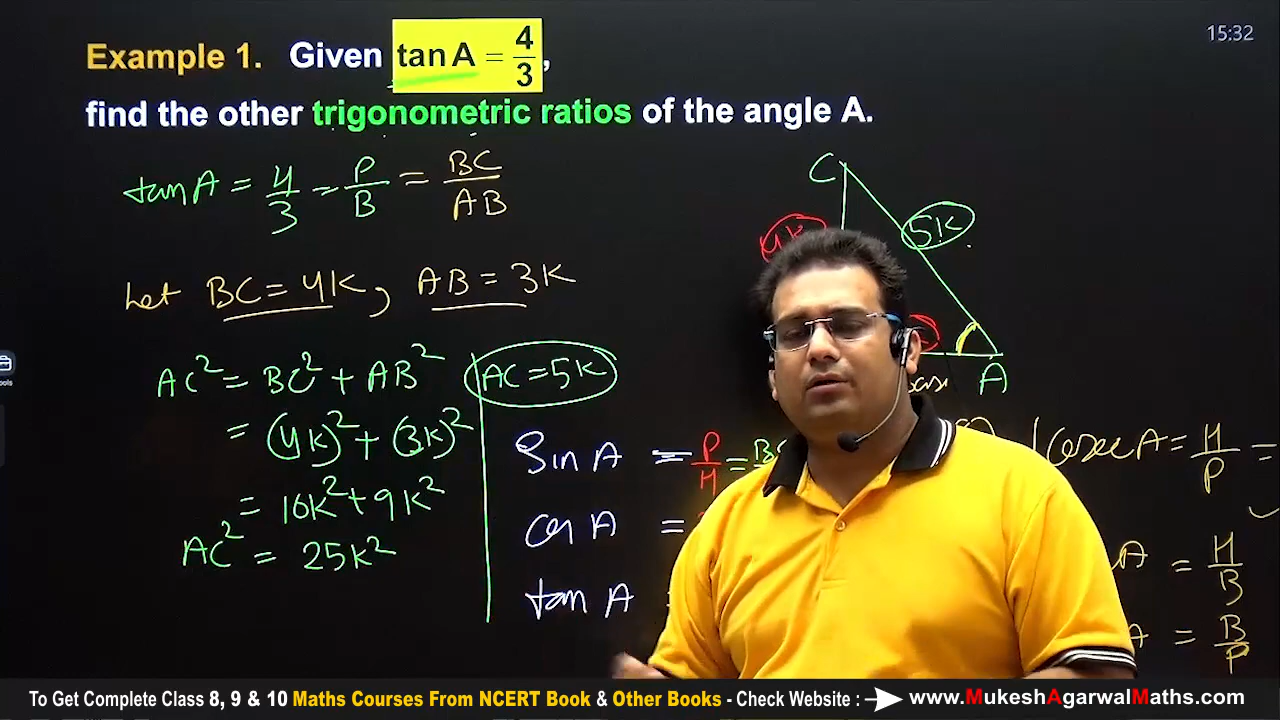 15:32
Example 1. Given tan A = 4/3,
find the other trigonometric ratios of the angle A.
tan A = 4/3 = P/B = BC/AB
Let BC = 4K, AB = 3K
AC² = BC² + AB²
= (4K)² + (3K)²
= 16K² + 9K²
AC² = 25K²
AC = 5K
Sin A = P/H = BC
Cos A =
tan A =
C
4K
5K
A
Cosec A = H/P =
A = H/B
A = B/P
To Get Complete Class 8, 9 & 10 Maths Courses From NCERT Book & Other Books - Check Website : www.MukeshAgarwalMaths.com